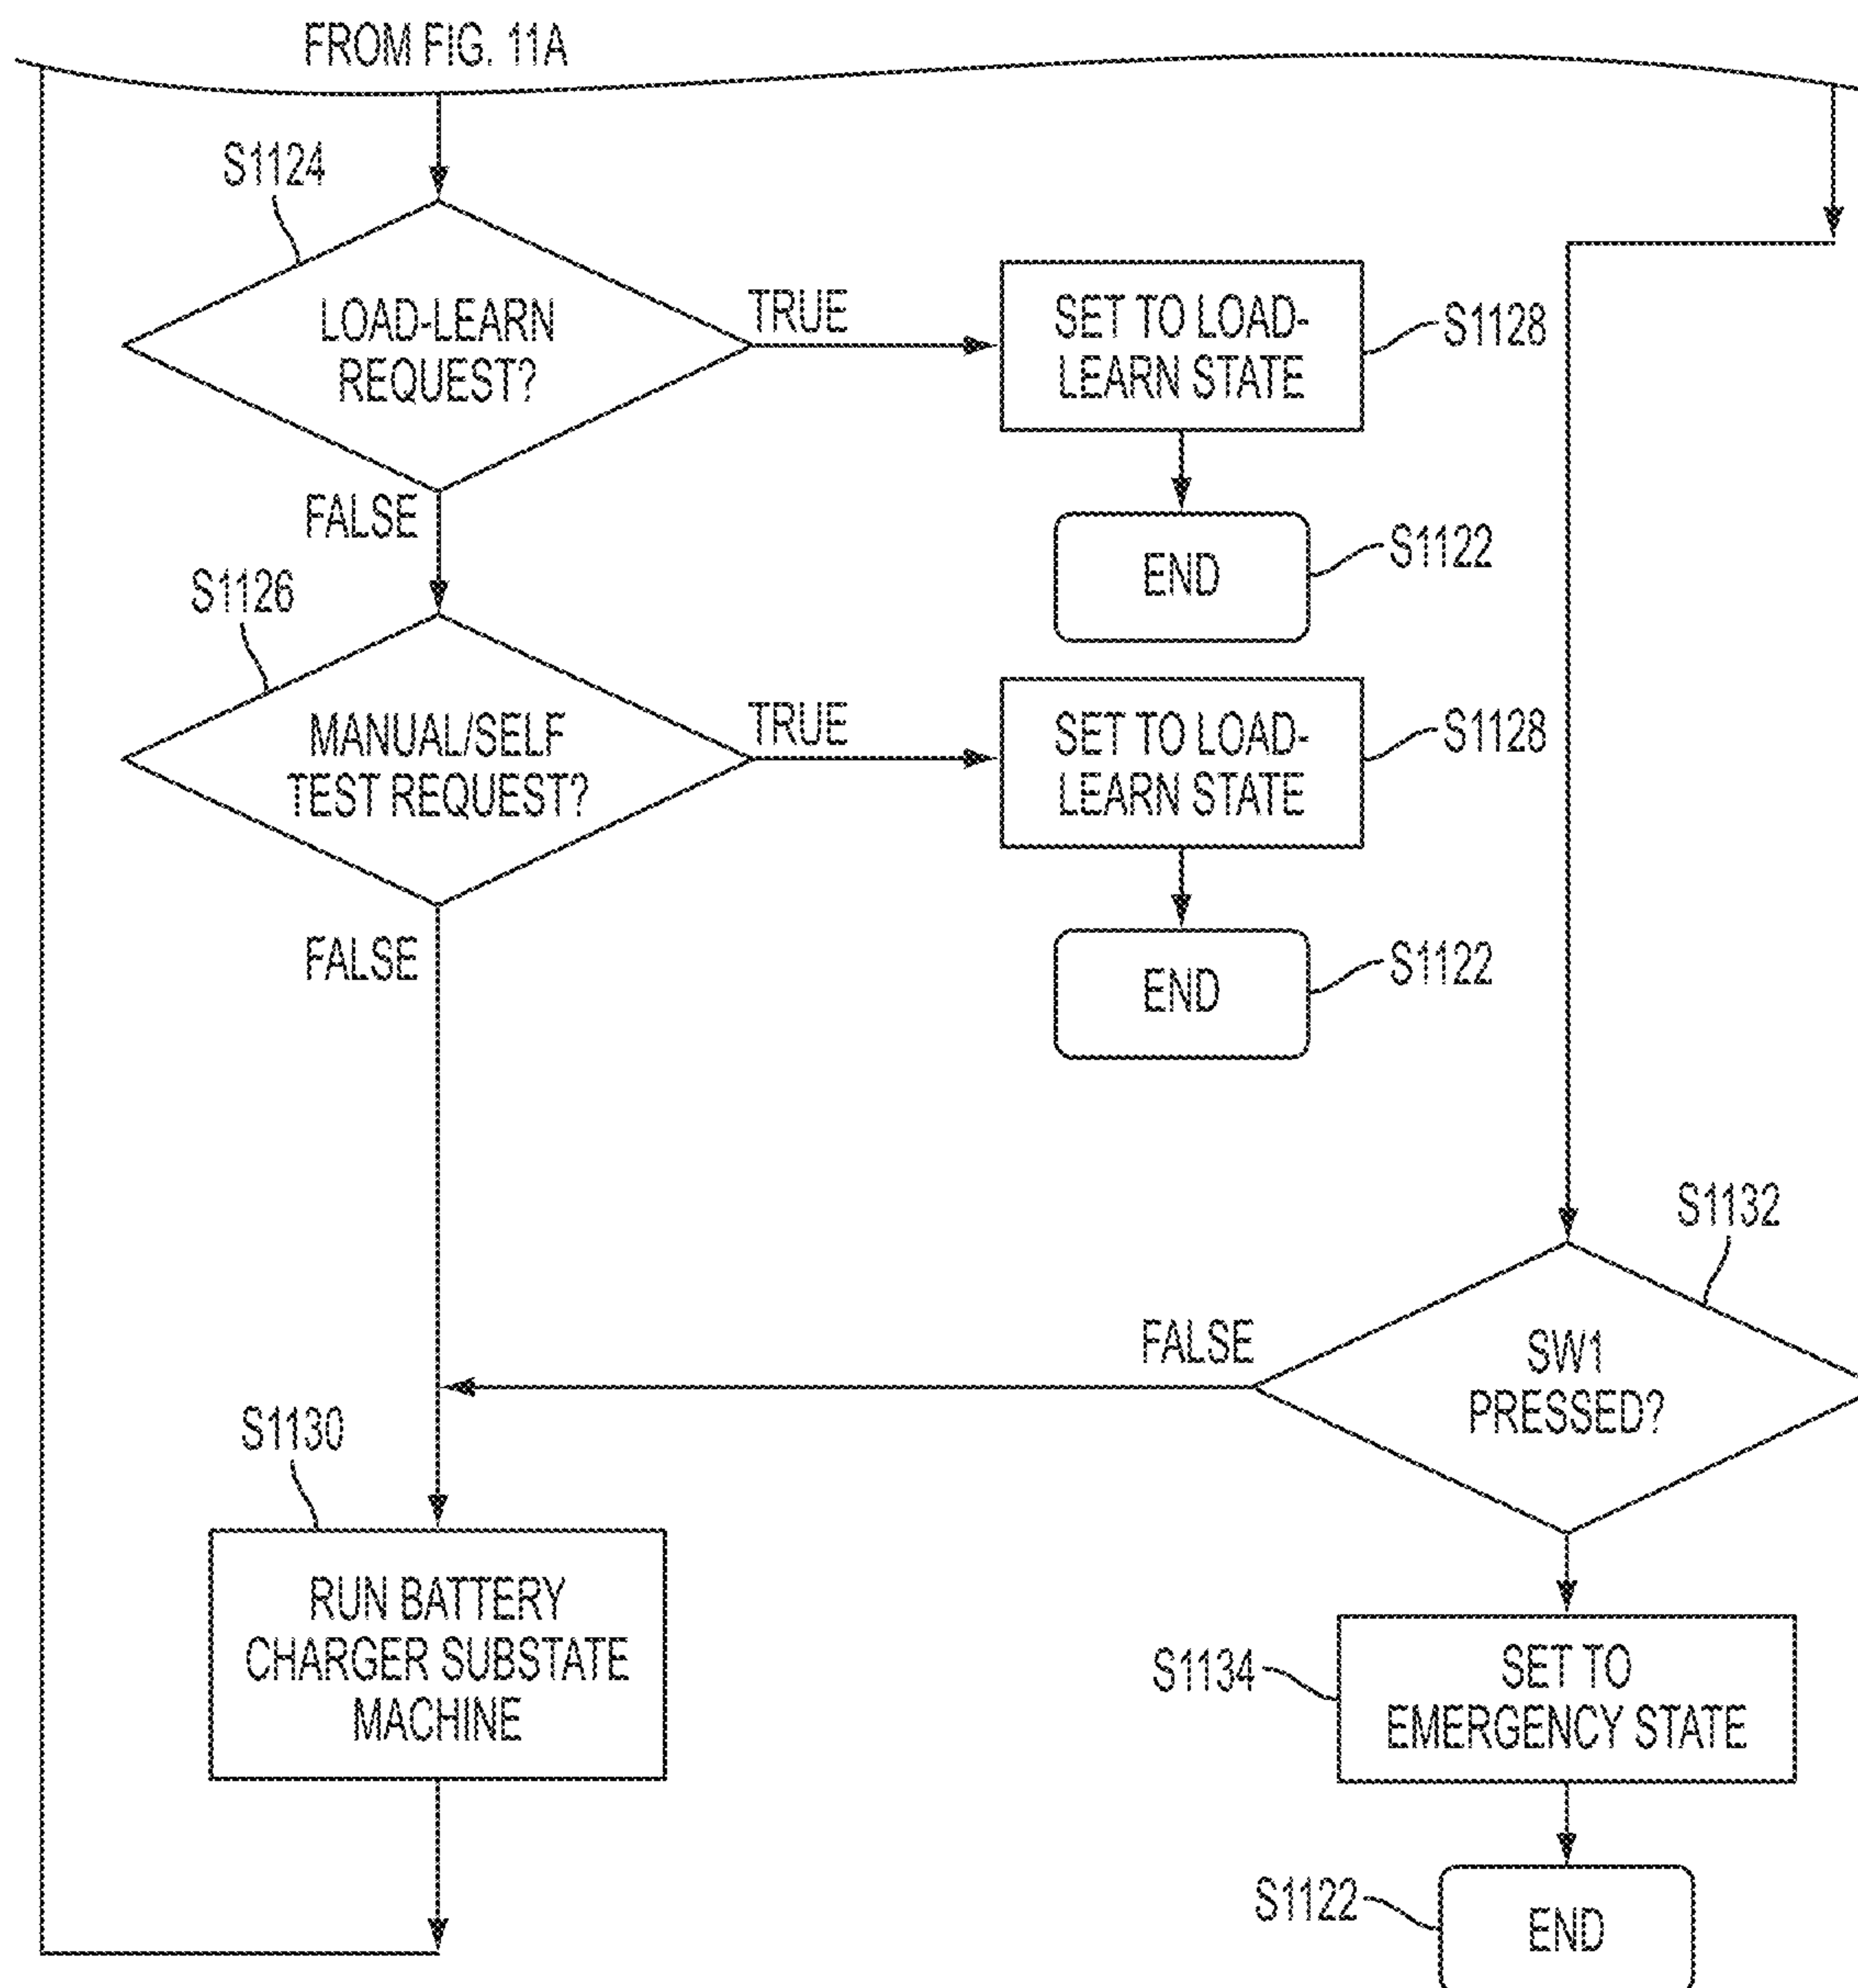 FROM FIG. 11A
S1124
LOAD-LEARN
REQUEST?
TRUE
SET TO LOAD-
LEARN STATE
S1128
FALSE
END
S1122
S1126
MANUAL/SELF
TEST REQUEST?
TRUE
SET TO LOAD-
LEARN STATE
S1128
FALSE
END
S1122
S1132
SW1
PRESSED?
FALSE
S1130
RUN BATTERY
CHARGER SUBSTATE
MACHINE
S1134
SET TO
EMERGENCY STATE
S1122
END